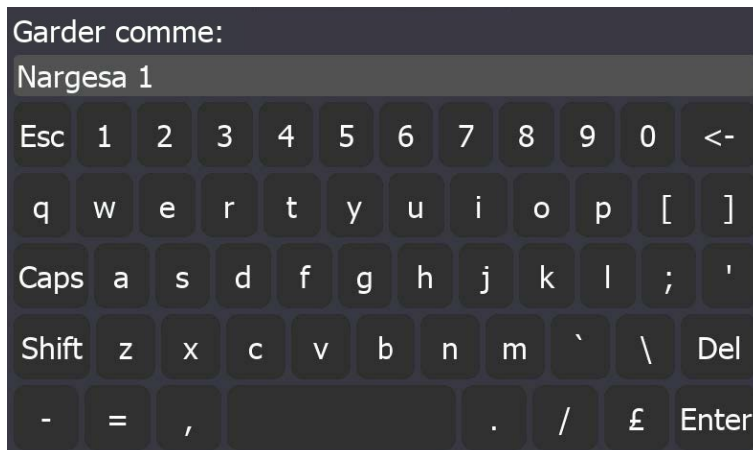 Garder comme:
Nargesa 1
Esc 1 2 3 4 5 6 7 8 9 0 <-
q w e r t y u i o p [ ]
Caps a s d f g h j k l ; '
Shift z x c v b n m ` \ Del
- = , . / £ Enter